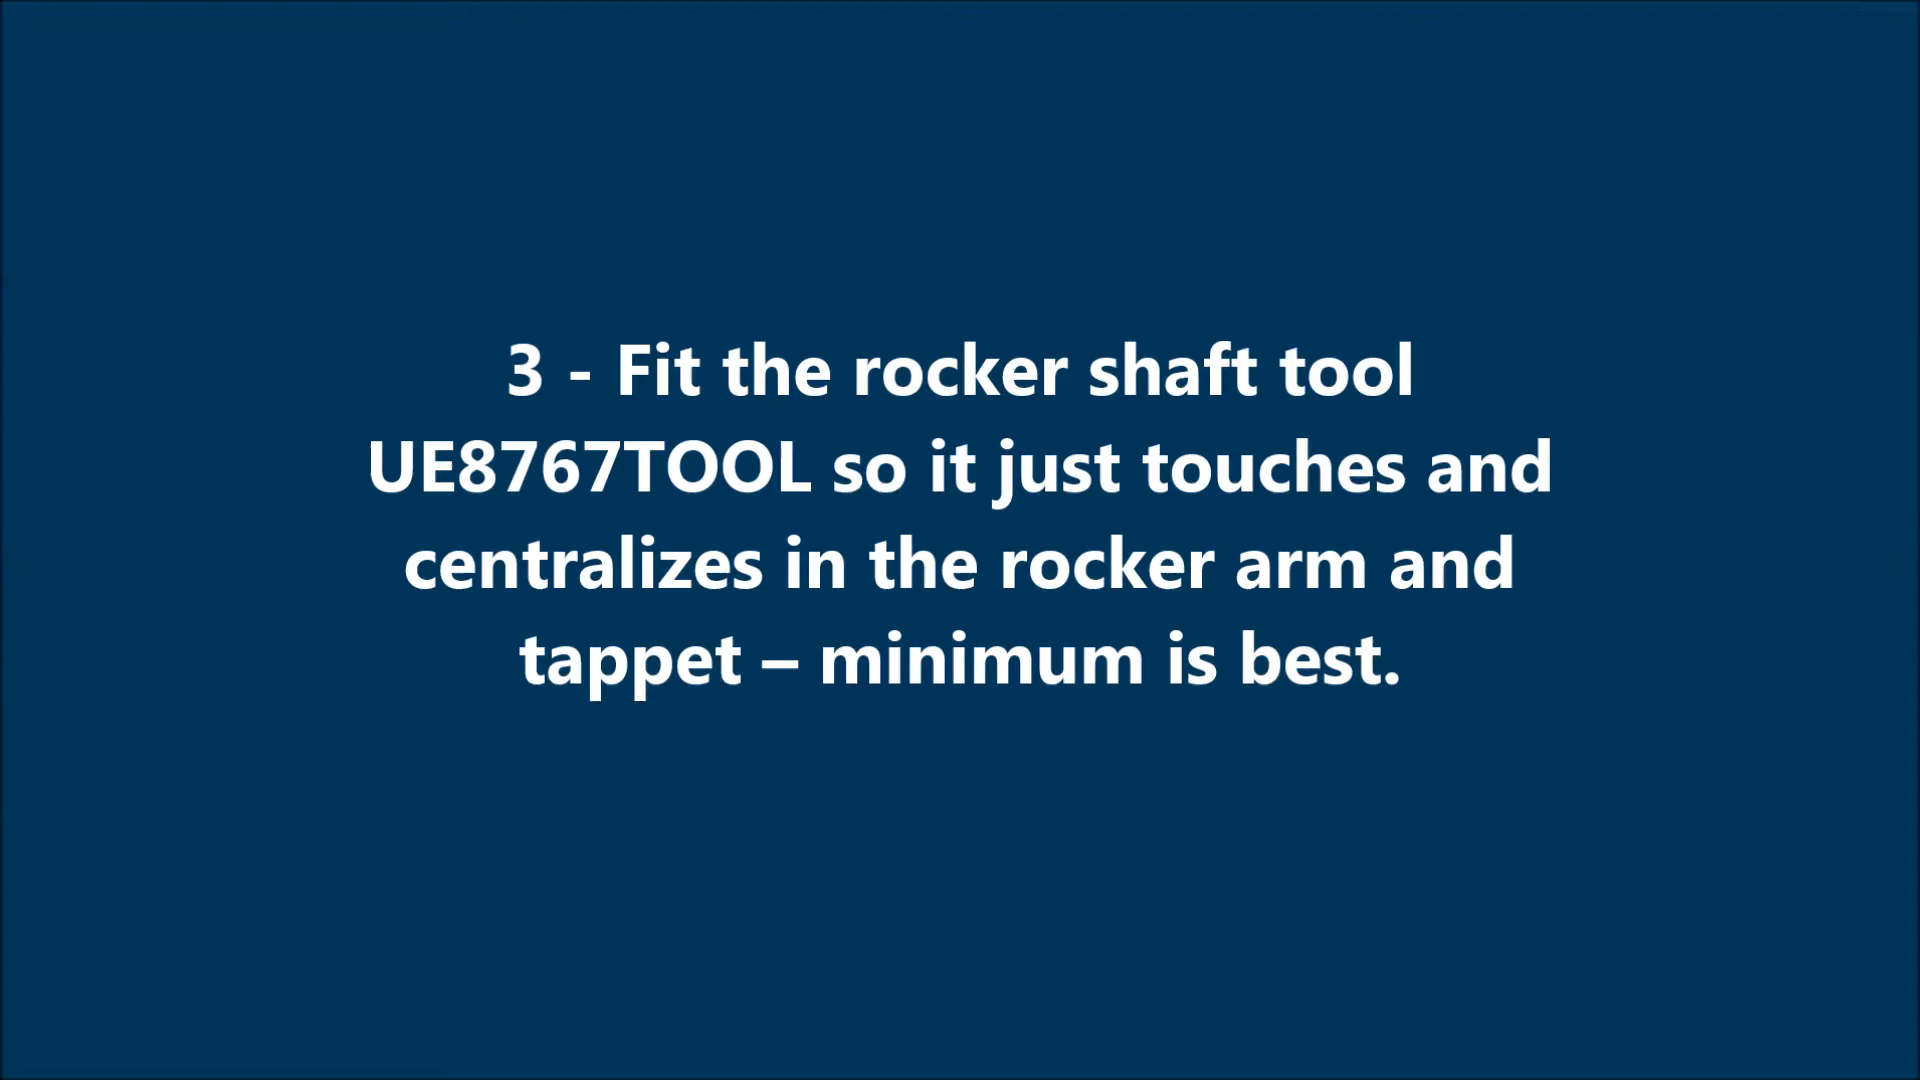 3 - Fit the rocker shaft tool
UE8767TOOL so it just touches and
centralizes in the rocker arm and
tappet – minimum is best.